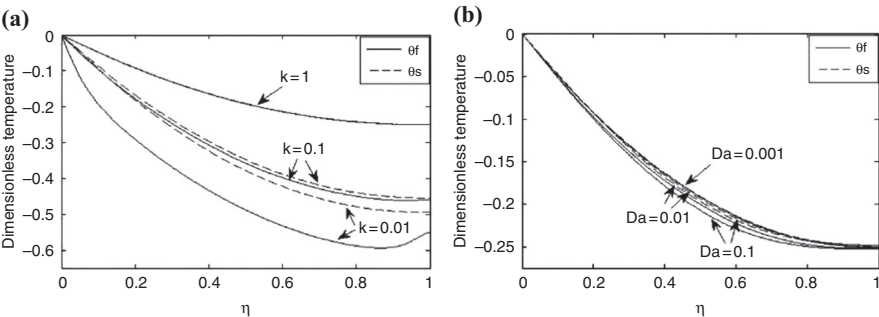 (a)
Dimensionless temperature
0
–0.1
–0.2
–0.3
–0.4
–0.5
–0.6
0
0.2
0.4
0.6
0.8
1
η
θf
θs
k=1
k=0.1
k=0.01
(b)
Dimensionless temperature
0
–0.05
–0.1
–0.15
–0.2
–0.25
0
0.2
0.4
0.6
0.8
1
η
θf
θs
Da=0.001
Da=0.01
Da=0.1